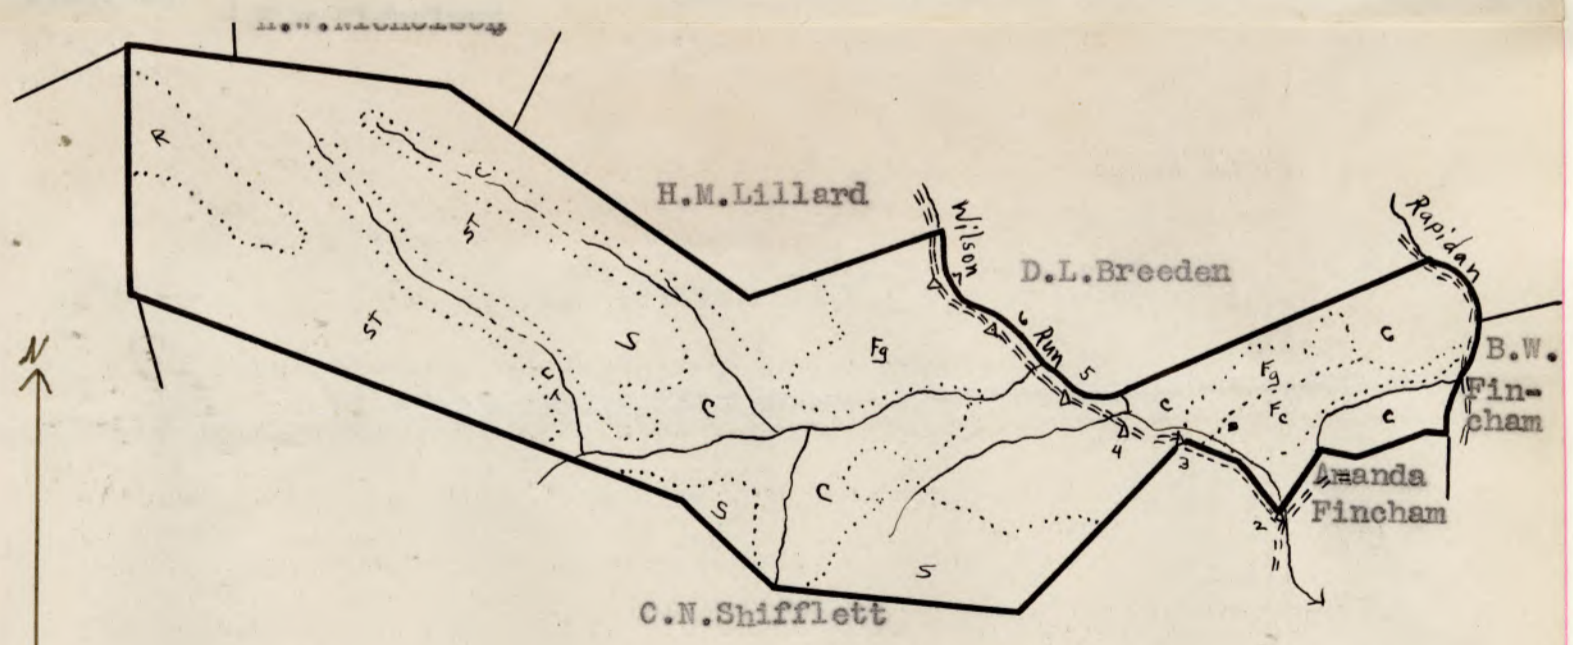 H.W.Nicholson
R
C
ST
H.M.Lillard
Wilson
Run
7
6
5
D.L.Breeden
Rapidan
ST
S
Fg
C
G
Fg
Fc
C
C
B.W.
Fin-
cham
N
C
4
3
2
Amanda
Fincham
S
C
S
C.N.Shifflett